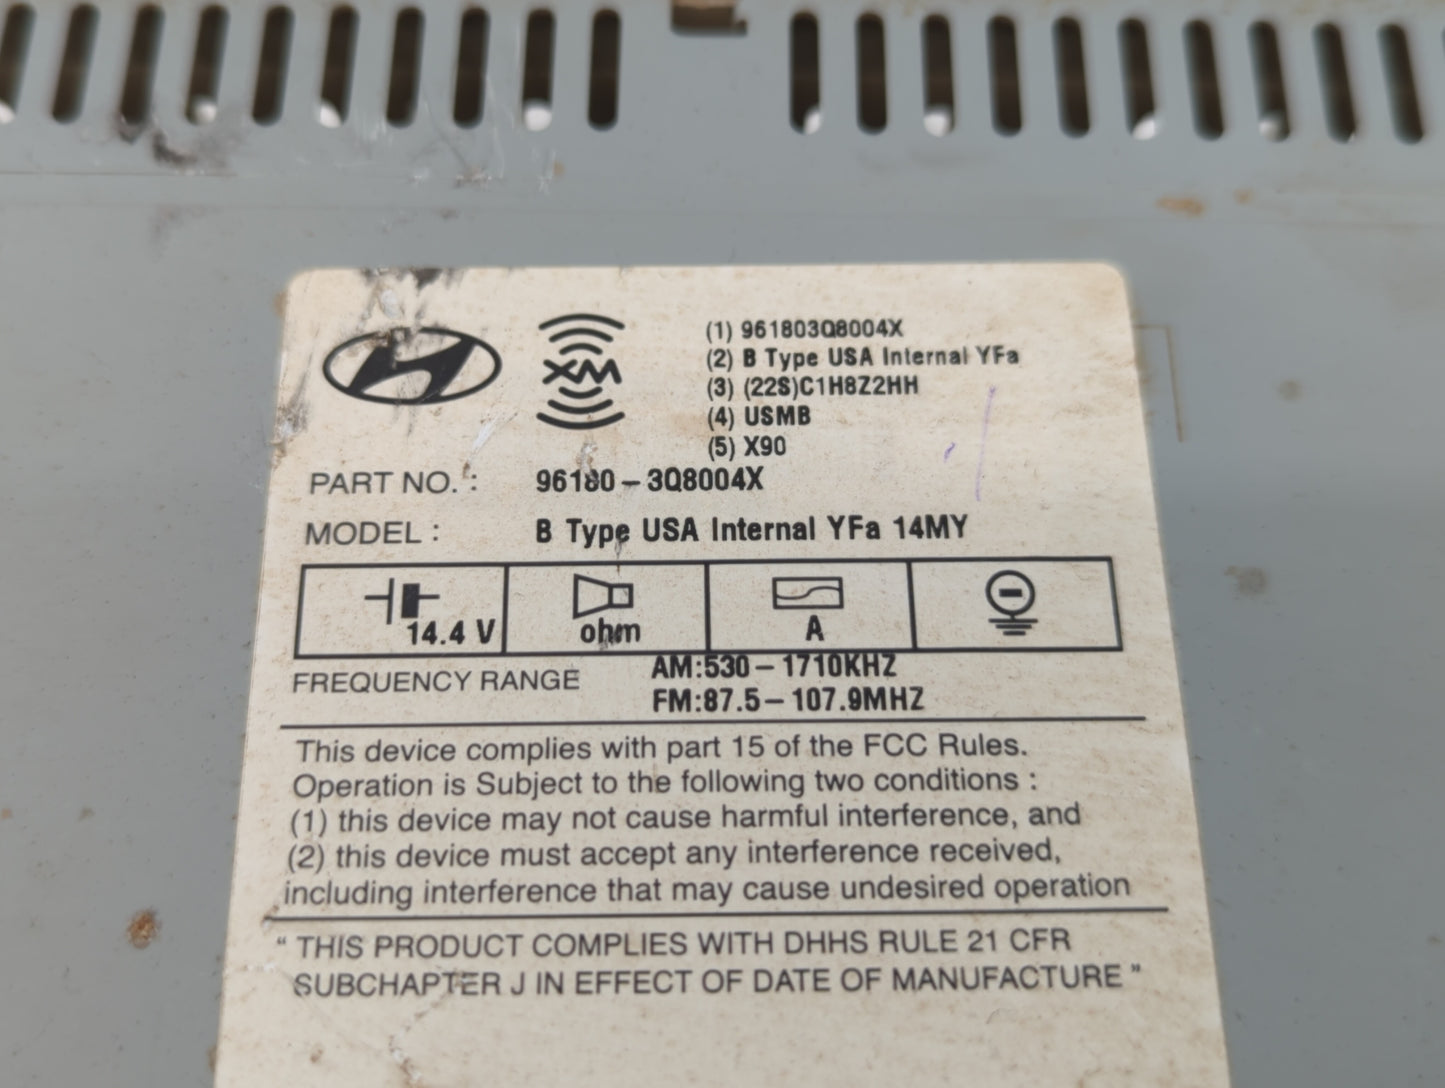 XM
(1) 961803Q8004X
(2) B Type USA Internal YFa
(3) (22S)C1H8Z2HH
(4) USMB
(5) X90
PART NO. : 96180-3Q8004X
MODEL : B Type USA Internal YFa 14MY
14.4 V ohm A
FREQUENCY RANGE AM:530-1710KHZ
FM:87.5-107.9MHZ
This device complies with part 15 of the FCC Rules.
Operation is Subject to the following two conditions :
(1) this device may not cause harmful interference, and
(2) this device must accept any interference received,
including interference that may cause undesired operation
“ THIS PRODUCT COMPLIES WITH DHHS RULE 21 CFR
SUBCHAPTER J IN EFFECT OF DATE OF MANUFACTURE ”